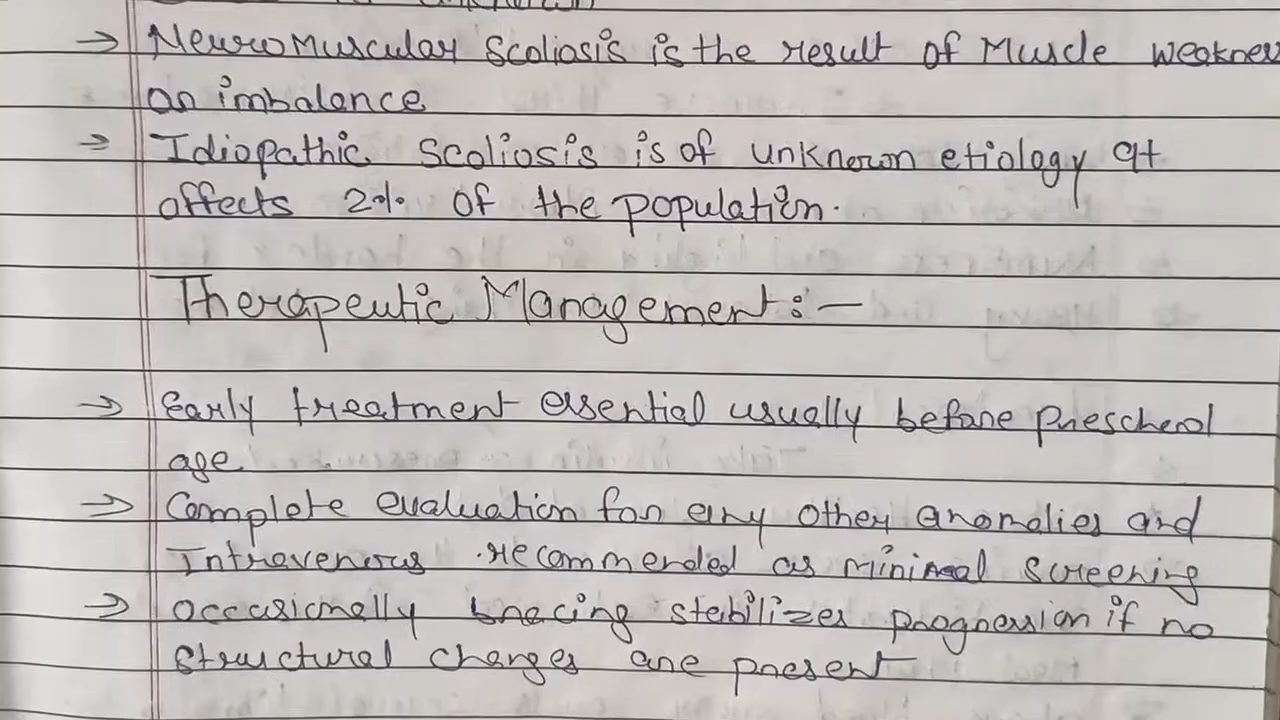 → Neuromuscular Scoliosis is the result of Muscle weaknes
or imbalance
→ Idiopathic Scoliosis is of unknown etiology It
affects 2% of the population.
Therapeutic Management:-
→ Early treatment essential usually before preschool
age
→ Complete evaluation for any other anomalies and
Intravenous recommended as minimal screening
→ Occasionally bracing stabilizes progression if no
structural changes are present